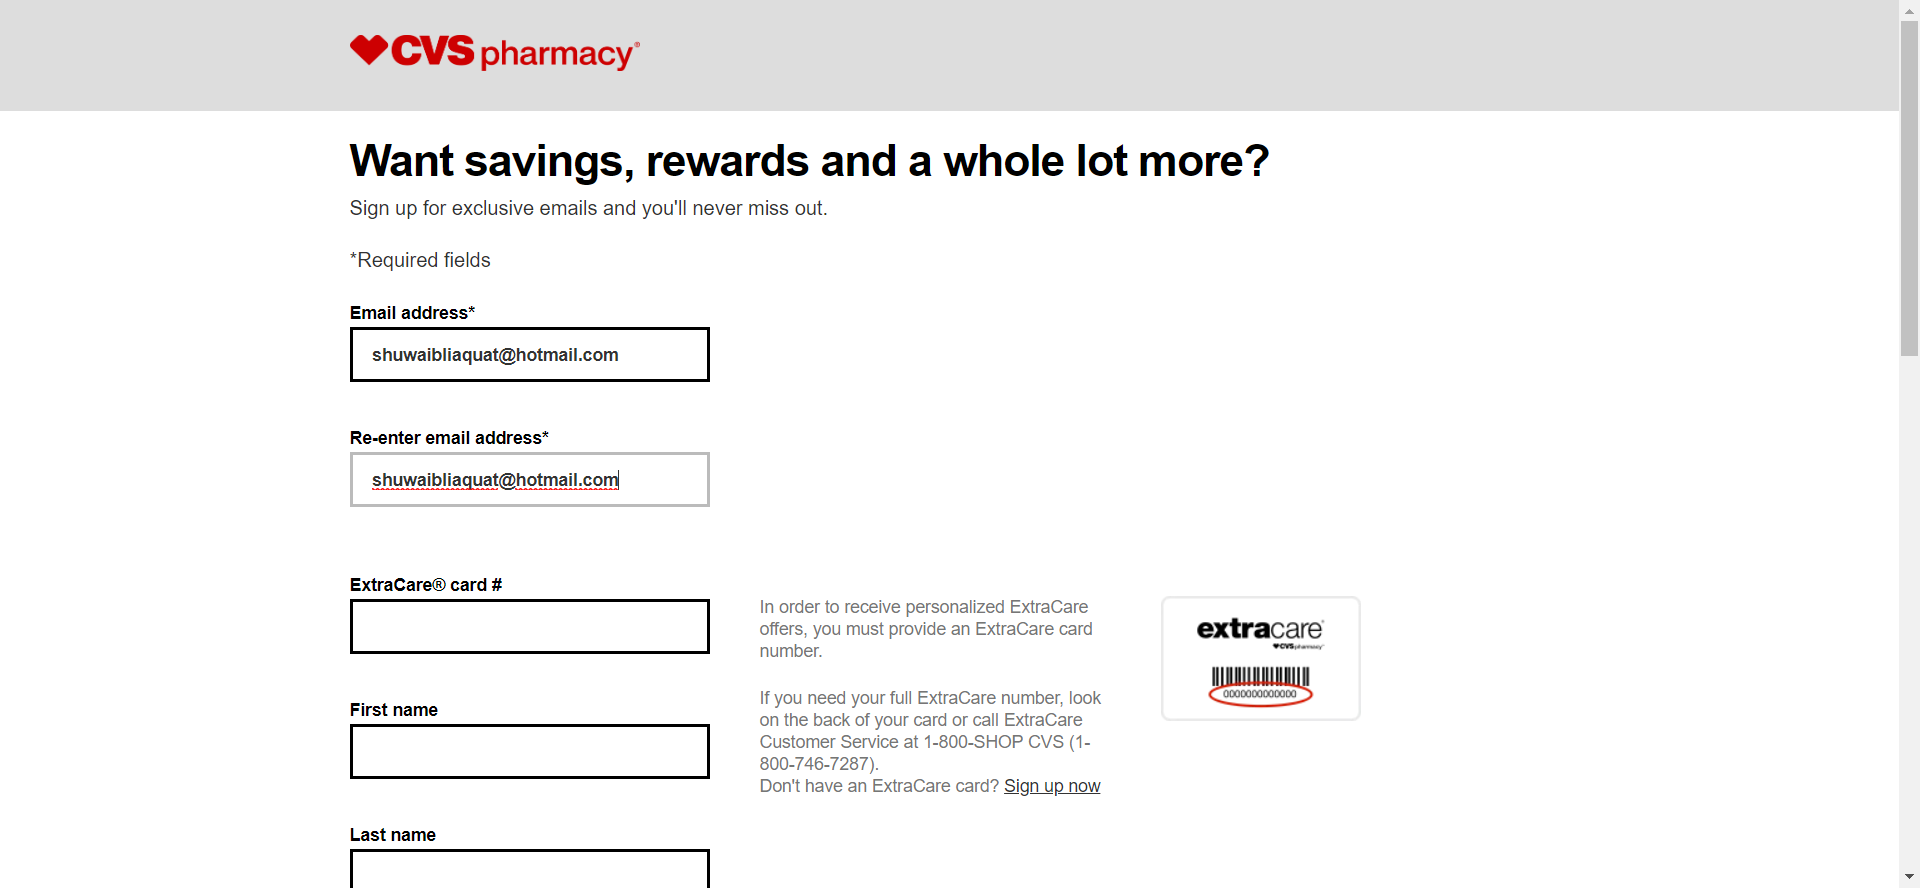 CVS pharmacy®
Want savings, rewards and a whole lot more?
Sign up for exclusive emails and you'll never miss out.
*Required fields
Email address*
shuwaibliaquat@hotmail.com
Re-enter email address*
shuwaibliaquat@hotmail.com
ExtraCare® card #
In order to receive personalized ExtraCare
offers, you must provide an ExtraCare card
number.
If you need your full ExtraCare number, look
on the back of your card or call ExtraCare
Customer Service at 1-800-SHOP CVS (1-
800-746-7287).
Don't have an ExtraCare card? Sign up now
extracare®
CVS pharmacy®
0000000000000
First name
Last name